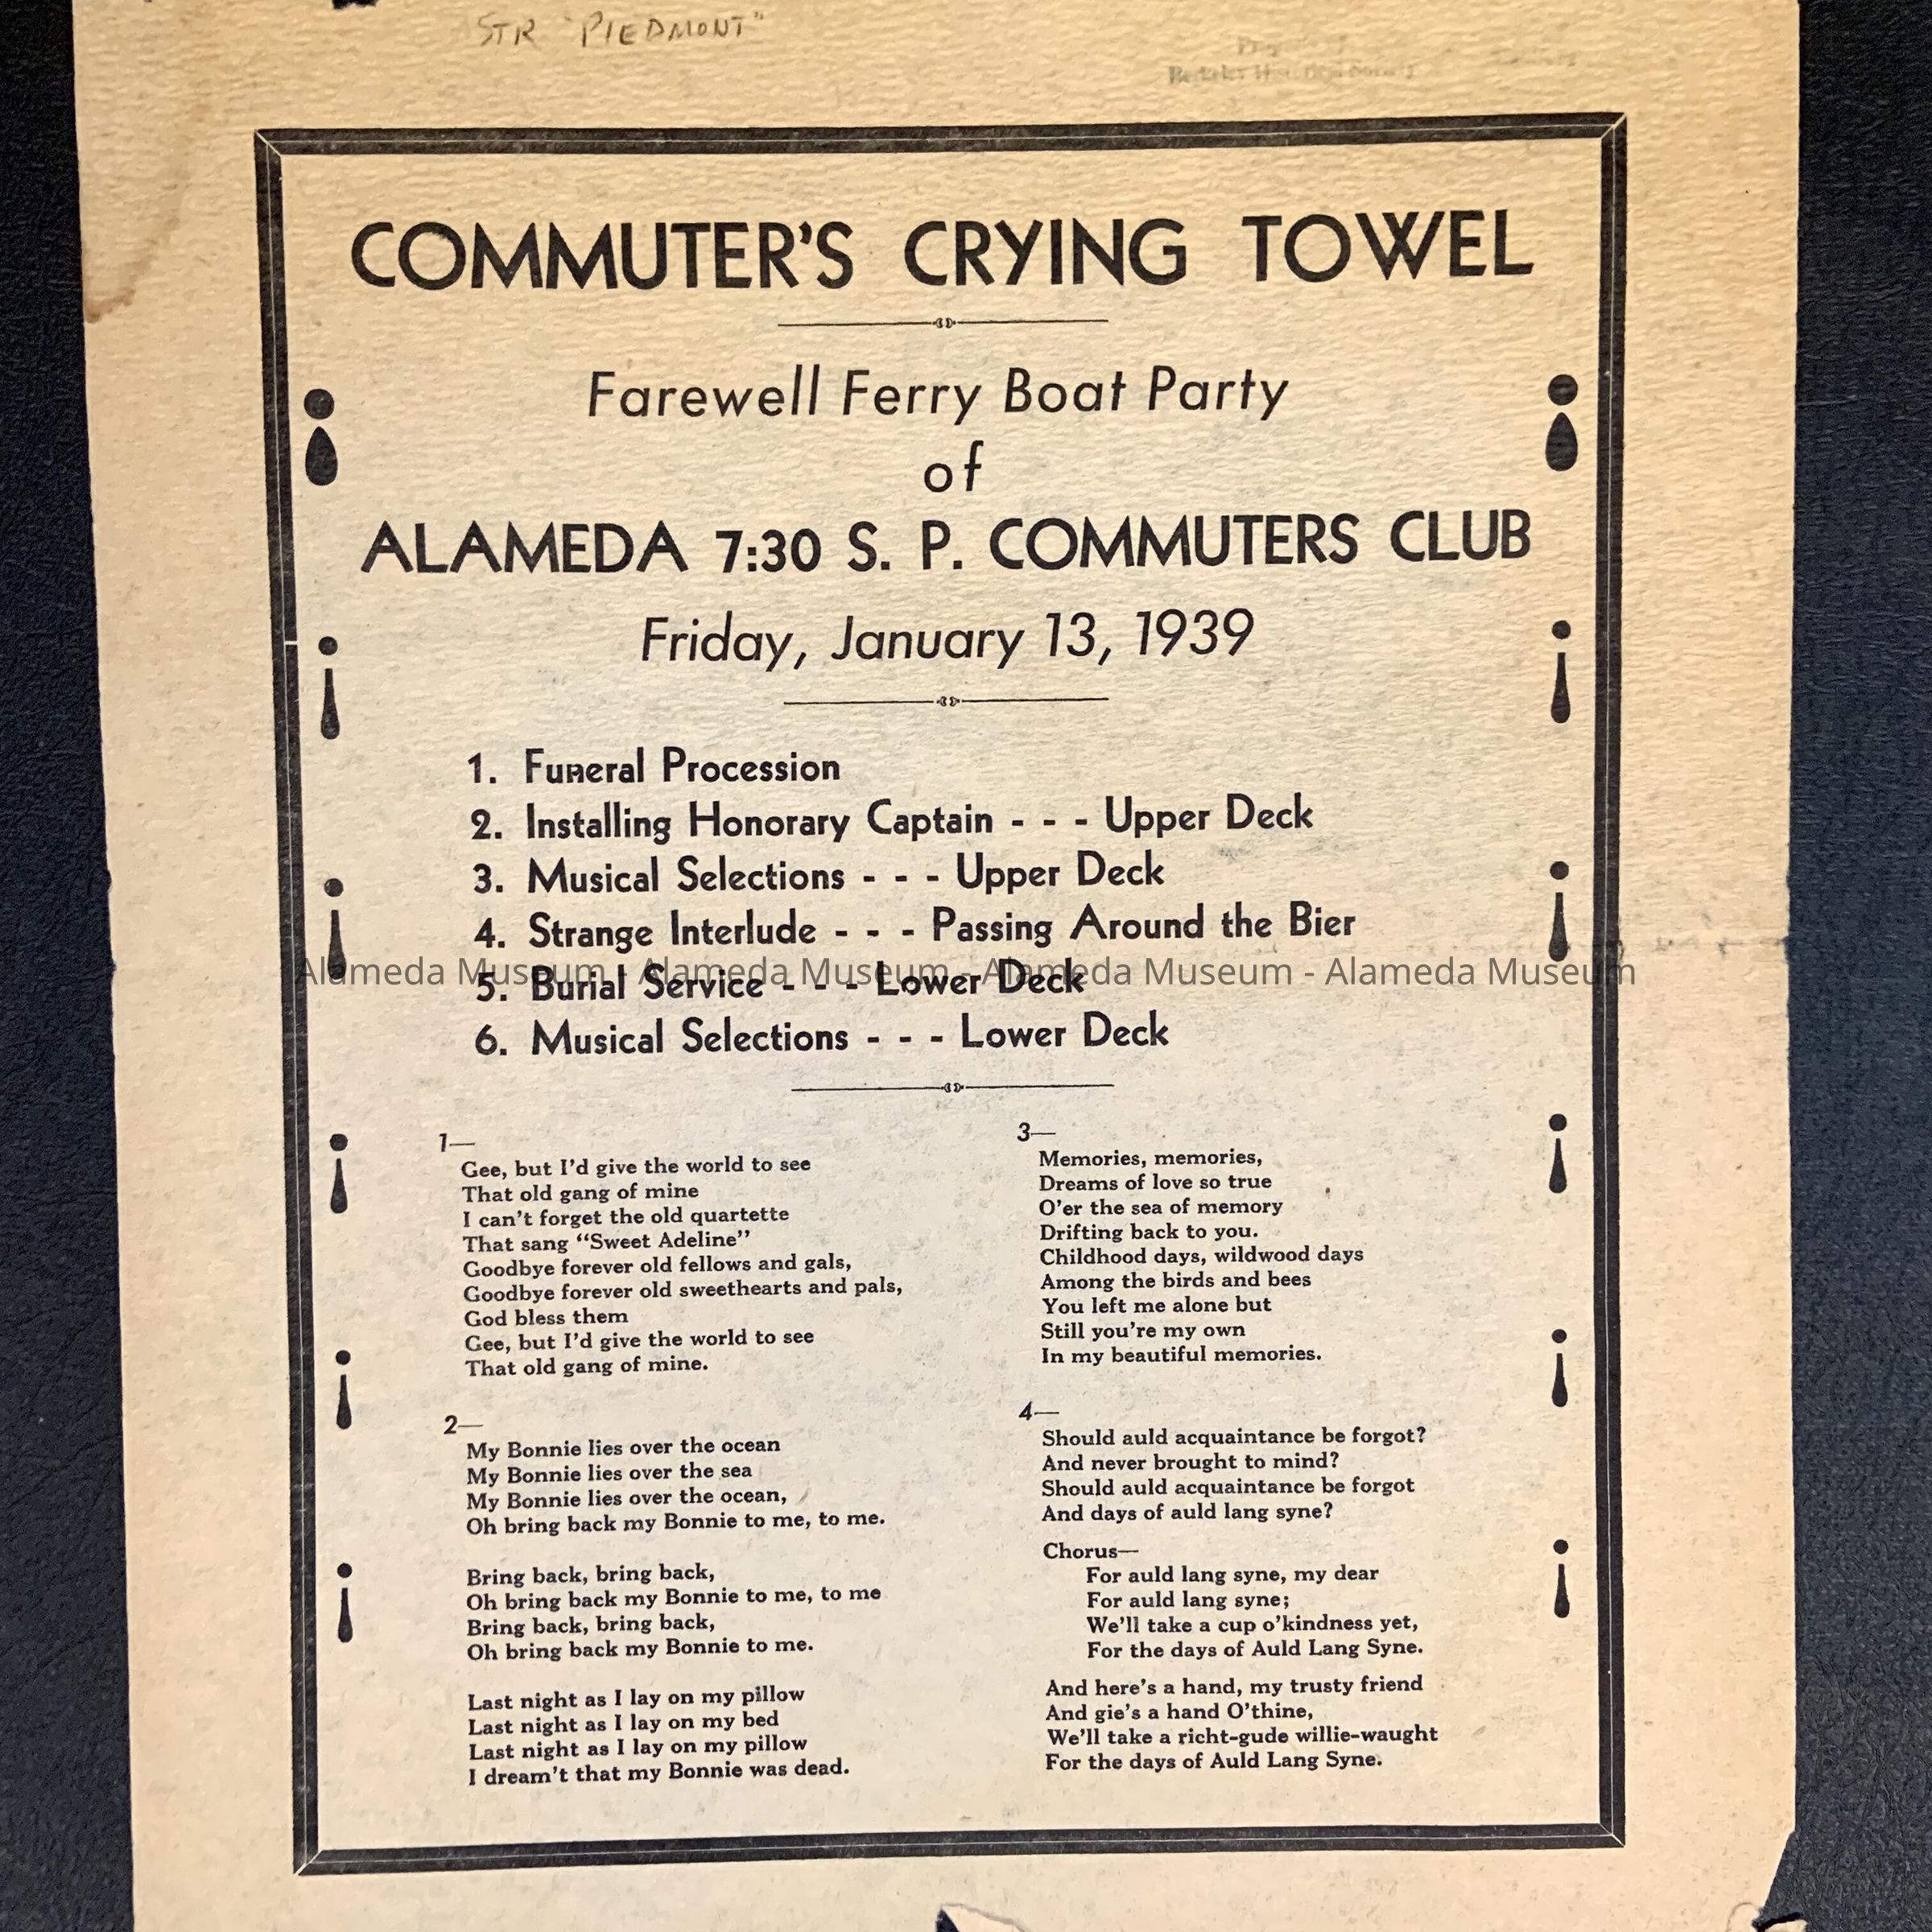 STR "PIEDMONT"
COMMUTER'S CRYING TOWEL
Farewell Ferry Boat Party
of
ALAMEDA 7:30 S. P. COMMUTERS CLUB
Friday, January 13, 1939
1. Funeral Procession
2. Installing Honorary Captain - - - Upper Deck
3. Musical Selections - - - Upper Deck
4. Strange Interlude - - - Passing Around the Bier
Alameda Museum - Alameda Museum - Alameda Museum - Alameda Museum
5. Burial Service - - - Lower Deck
6. Musical Selections - - - Lower Deck
1—
Gee, but I'd give the world to see
That old gang of mine
I can't forget the old quartette
That sang "Sweet Adeline"
Goodbye forever old fellows and gals,
Goodbye forever old sweethearts and pals,
God bless them
Gee, but I'd give the world to see
That old gang of mine.
2—
My Bonnie lies over the ocean
My Bonnie lies over the sea
My Bonnie lies over the ocean,
Oh bring back my Bonnie to me, to me.
Bring back, bring back,
Oh bring back my Bonnie to me, to me
Bring back, bring back,
Oh bring back my Bonnie to me.
Last night as I lay on my pillow
Last night as I lay on my bed
Last night as I lay on my pillow
I dream't that my Bonnie was dead.
3—
Memories, memories,
Dreams of love so true
O'er the sea of memory
Drifting back to you.
Childhood days, wildwood days
Among the birds and bees
You left me alone but
Still you're my own
In my beautiful memories.
4—
Should auld acquaintance be forgot?
And never brought to mind?
Should auld acquaintance be forgot
And days of auld lang syne?
Chorus—
For auld lang syne, my dear
For auld lang syne;
We'll take a cup o'kindness yet,
For the days of Auld Lang Syne.
And here's a hand, my trusty friend
And gie's a hand O'thine,
We'll take a richt-gude willie-waught
For the days of Auld Lang Syne.